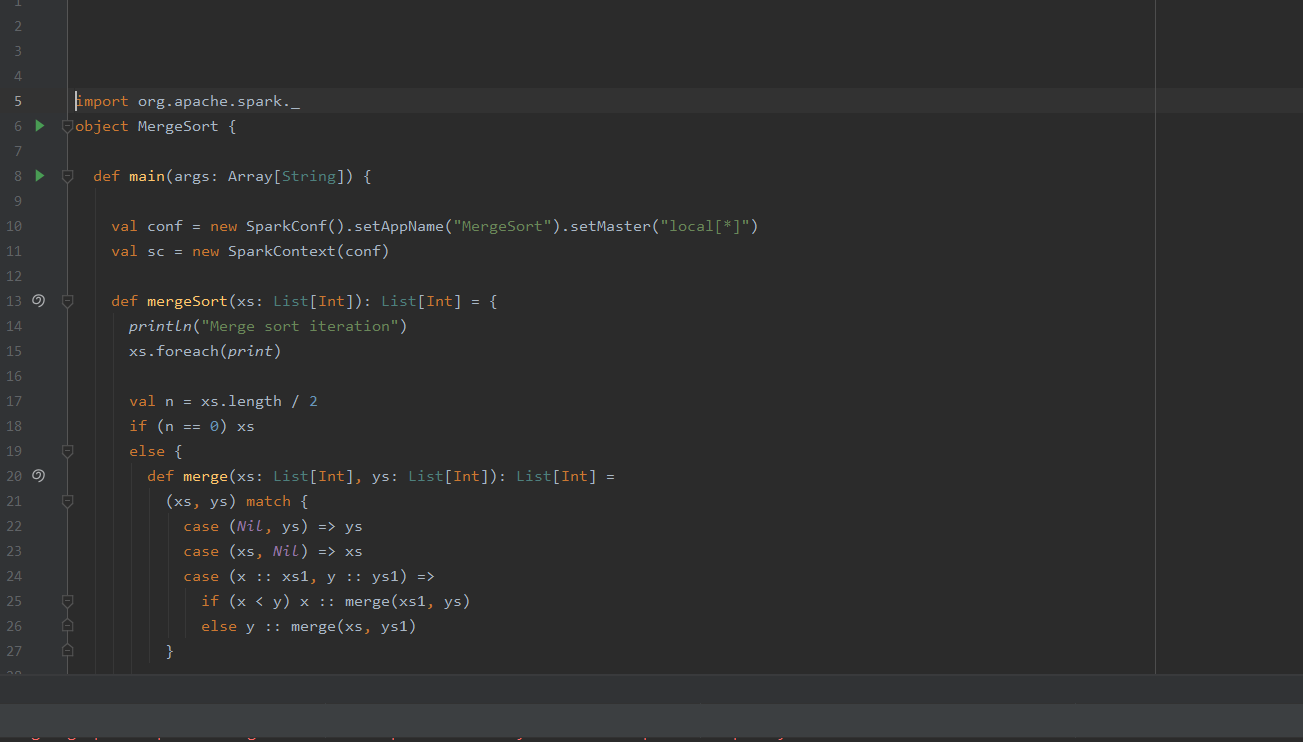 1
2
3
4
5 import org.apache.spark._
6 object MergeSort {
7
8 def main(args: Array[String]) {
9
10 val conf = new SparkConf().setAppName("MergeSort").setMaster("local[*]")
11 val sc = new SparkContext(conf)
12
13 def mergeSort(xs: List[Int]): List[Int] = {
14 println("Merge sort iteration")
15 xs.foreach(print)
16
17 val n = xs.length / 2
18 if (n == 0) xs
19 else {
20 def merge(xs: List[Int], ys: List[Int]): List[Int] =
21 (xs, ys) match {
22 case (Nil, ys) => ys
23 case (xs, Nil) => xs
24 case (x :: xs1, y :: ys1) =>
25 if (x < y) x :: merge(xs1, ys)
26 else y :: merge(xs, ys1)
27 }